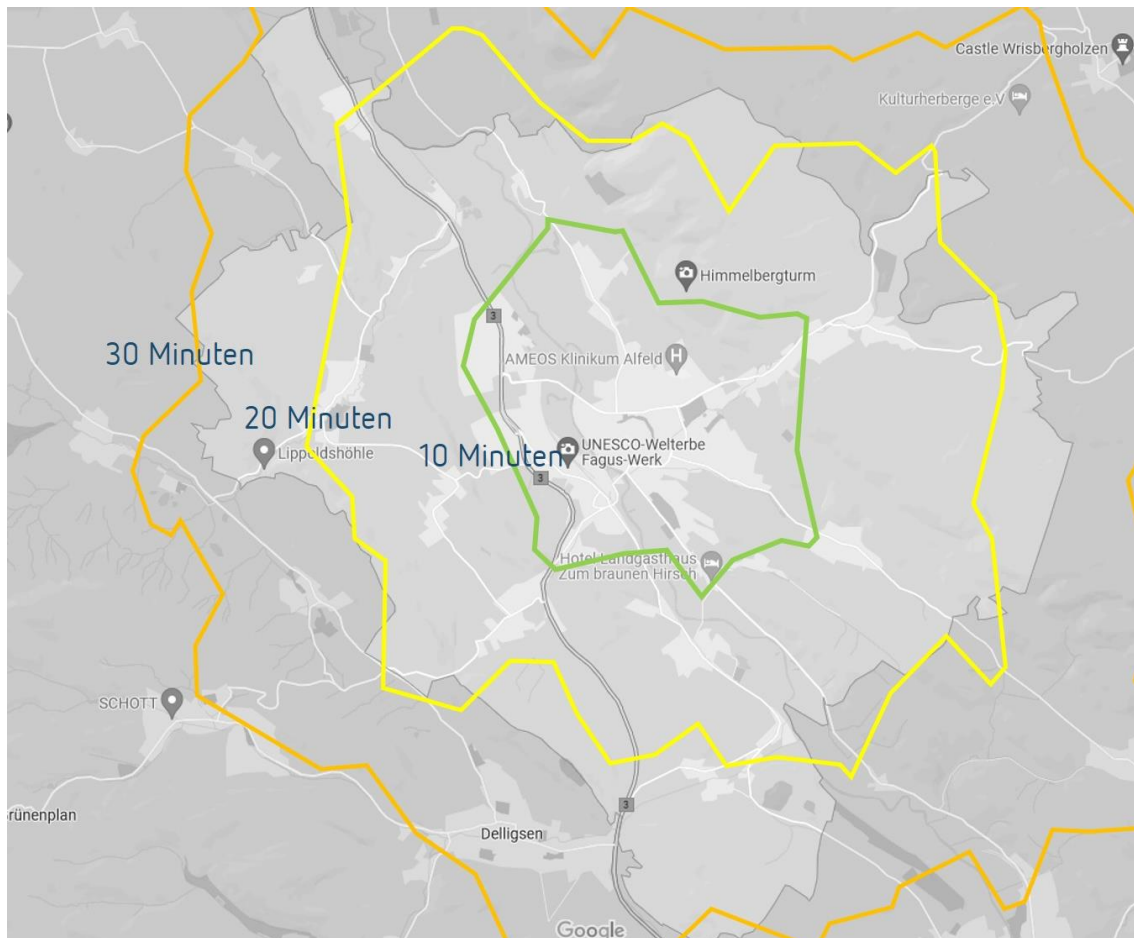 Castle Wrisbergholzen
Kulturherberge e.V
Himmelbergturm
3
30 Minuten
AMEOS Klinikum Alfeld
H
20 Minuten
Lippoldshöhle
10 Minuten
UNESCO-Welterbe
Fagus-Werk
3
Hotel Landgasthaus
Zum braunen Hirsch
SCHOTT
3
rünenplan
Delligsen
Google